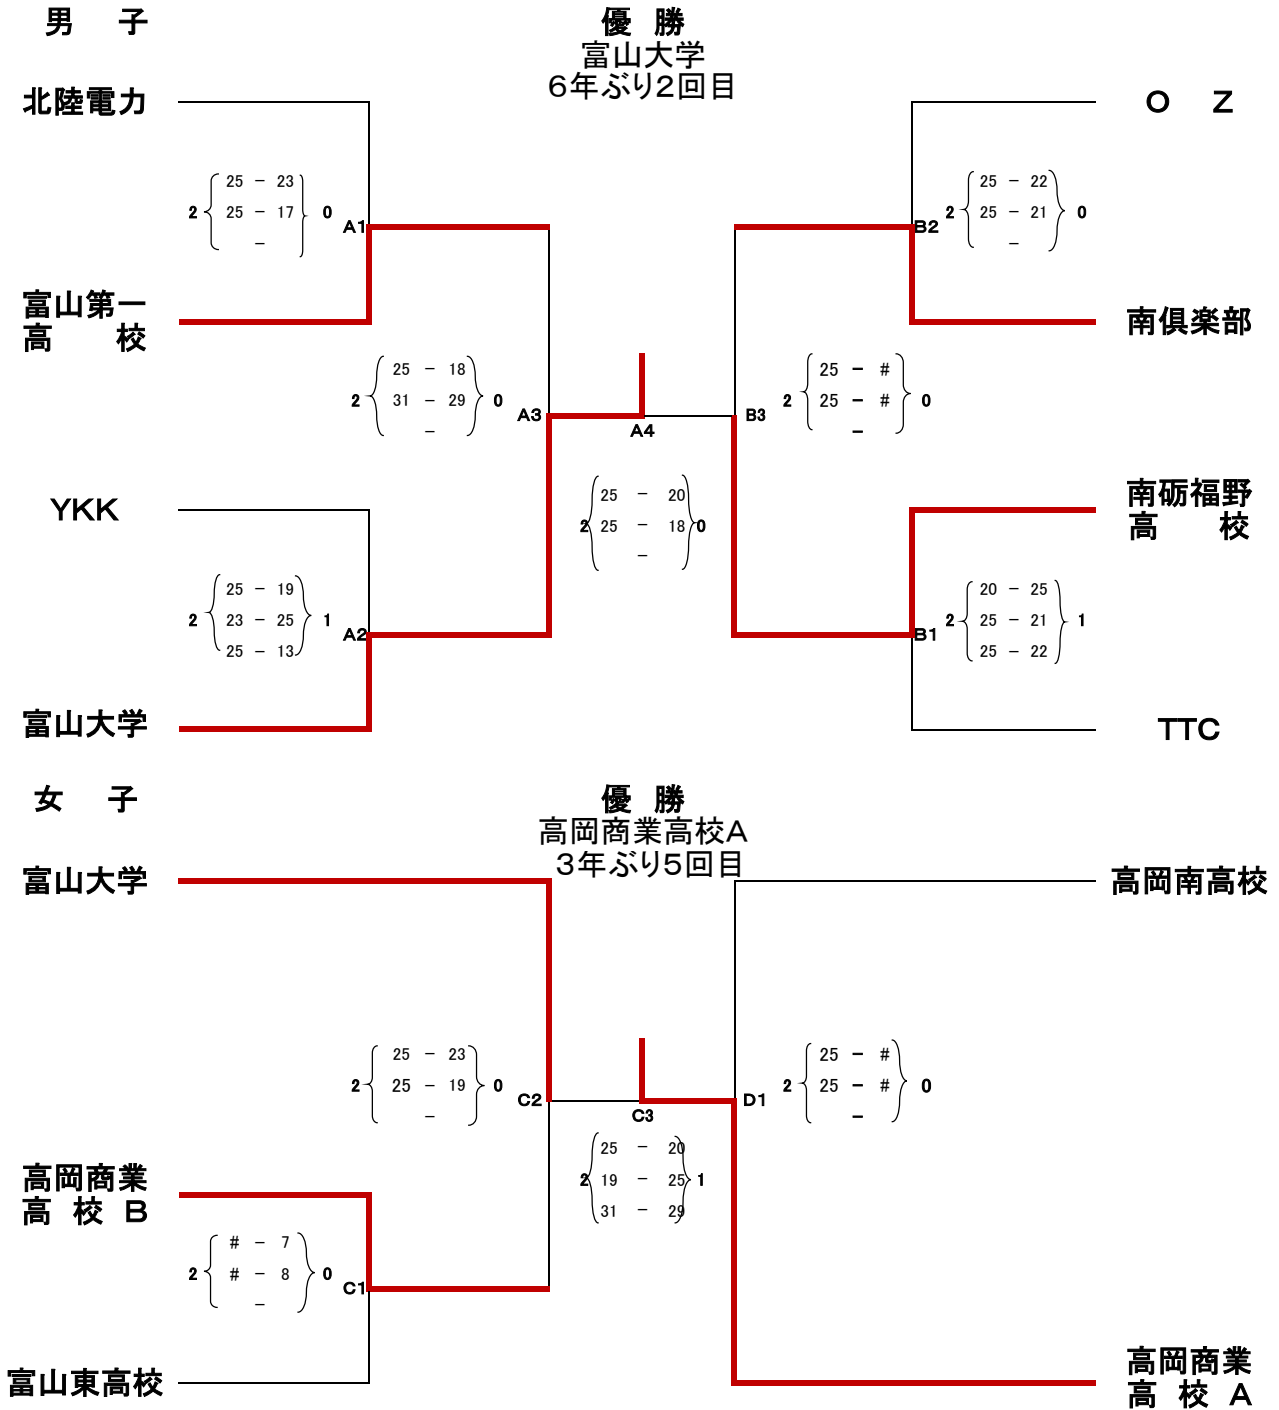 男 子
優 勝
富山大学
６年ぶり２回目
北陸電力
Ｏ Ｚ
25 － 23
2 25 － 17 0
－
A1
25 － 22
2 25 － 21 0
－
B2
富山第一
高 校
南倶楽部
25 － 18
2 31 － 29 0
－
A3
25 － #
2 25 － # 0
－
B3
A4
25 － 20
2 25 － 18 0
－
YKK
南砺福野
高 校
25 － 19
2 23 － 25 1
25 － 13
A2
20 － 25
2 25 － 21 1
25 － 22
B1
富山大学
TTC
女 子
優 勝
高岡商業高校Ａ
３年ぶり５回目
富山大学
高岡南高校
25 － 23
2 25 － 19 0
－
C2
25 － #
2 25 － # 0
－
D1
C3
25 － 20
2 19 － 25 1
31 － 29
高岡商業
高 校 Ｂ
# － 7
2 # － 8 0
－
C1
富山東高校
高岡商業
高 校 Ａ